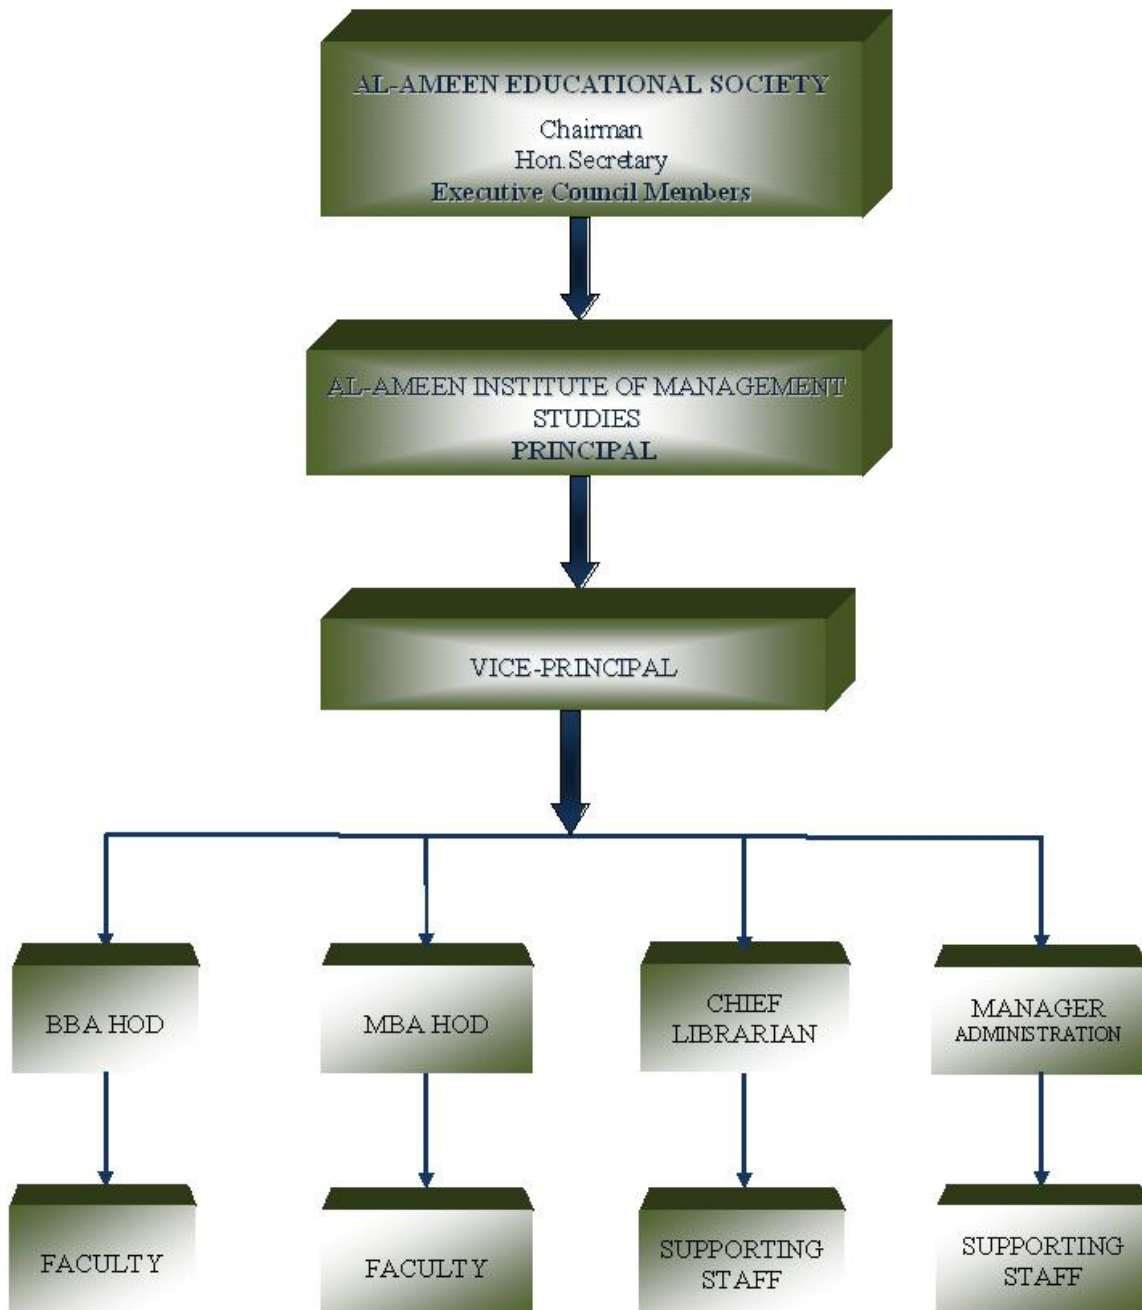 AL-AMEEN EDUCATIONAL SOCIETY
Chairman
Hon.Secretary
Executive Council Members
AL-AMEEN INSTITUTE OF MANAGEMENT
STUDIES
PRINCIPAL
VICE-PRINCIPAL
BBA HOD
MBA HOD
CHIEF
LIBRARIAN
MANAGER
ADMINISTRATION
FACULTY
FACULTY
SUPPORTING
STAFF
SUPPORTING
STAFF